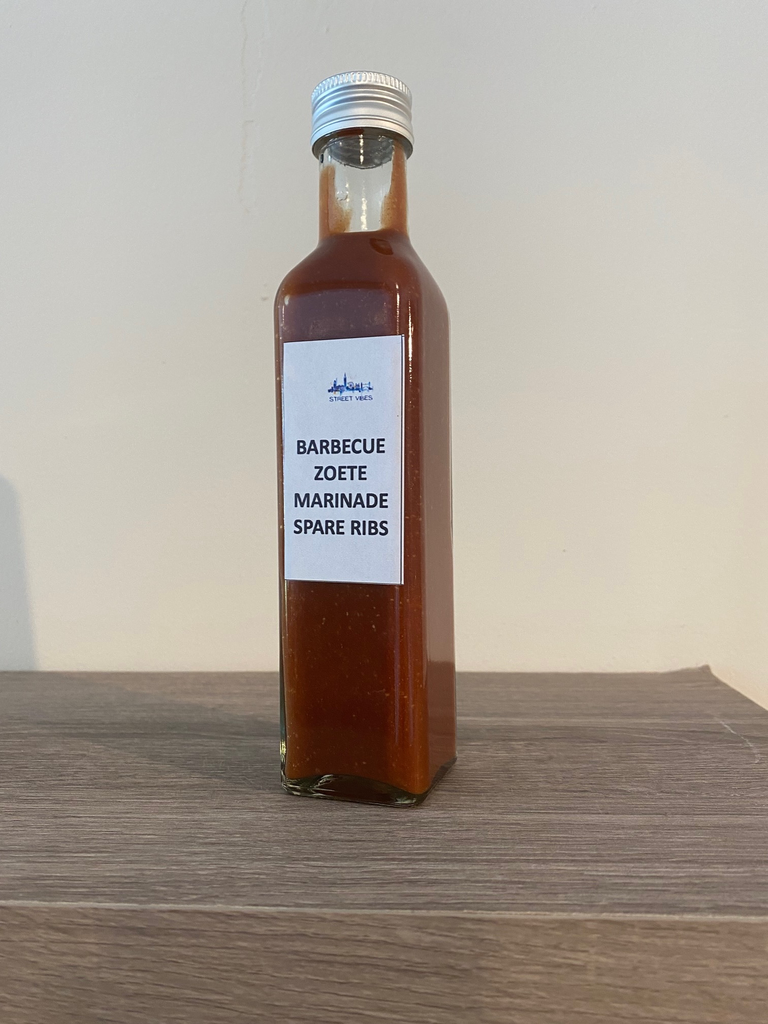 STREET VIBES
BARBECUE
ZOETE
MARINADE
SPARE RIBS